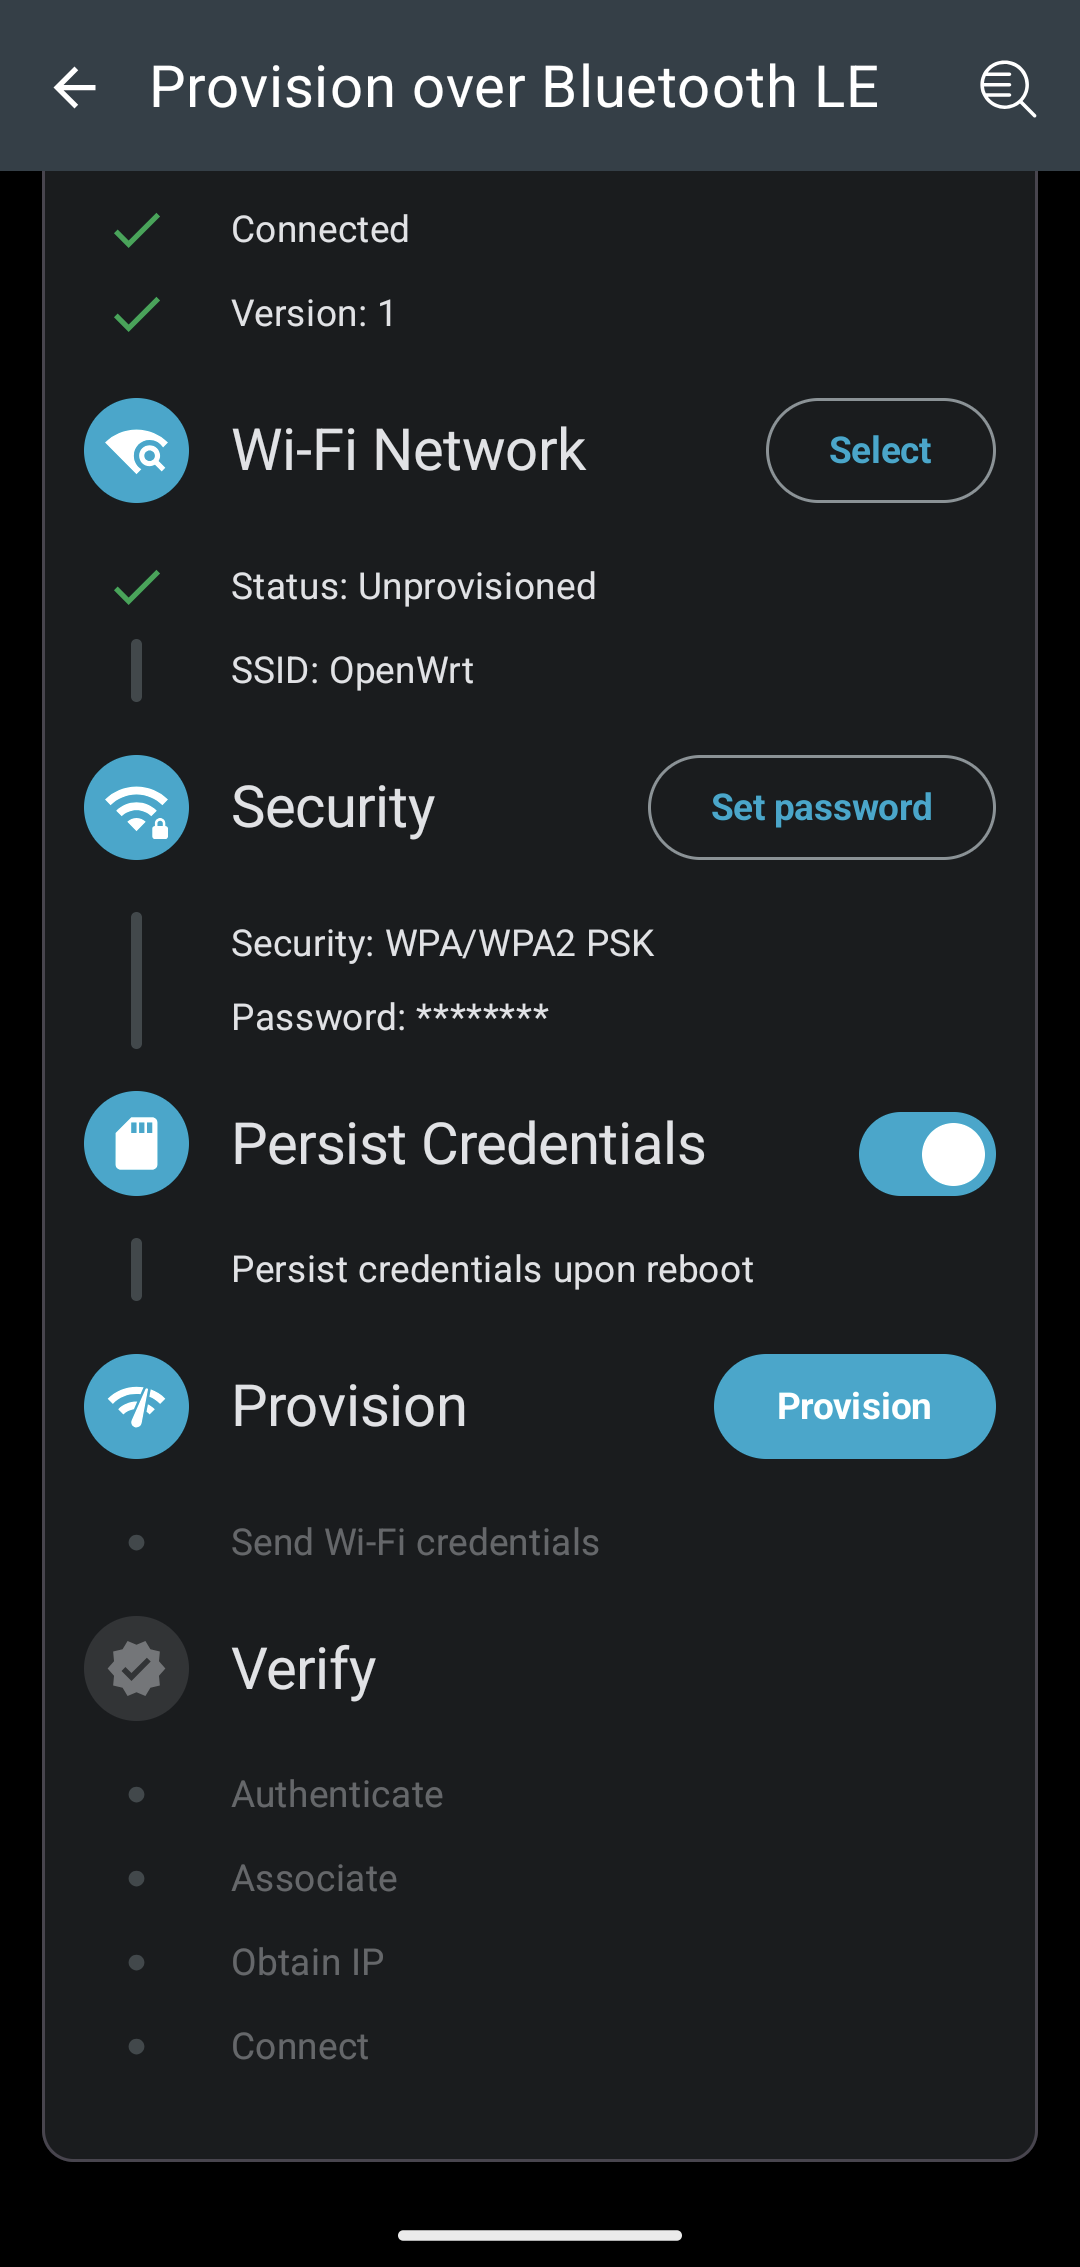 Provision over Bluetooth LE
Connected
Version: 1
Wi-Fi Network
Select
Status: Unprovisioned
SSID: OpenWrt
Security
Set password
Security: WPA/WPA2 PSK
Password: ********
Persist Credentials
Persist credentials upon reboot
Provision
Provision
Send Wi-Fi credentials
Verify
Authenticate
Associate
Obtain IP
Connect